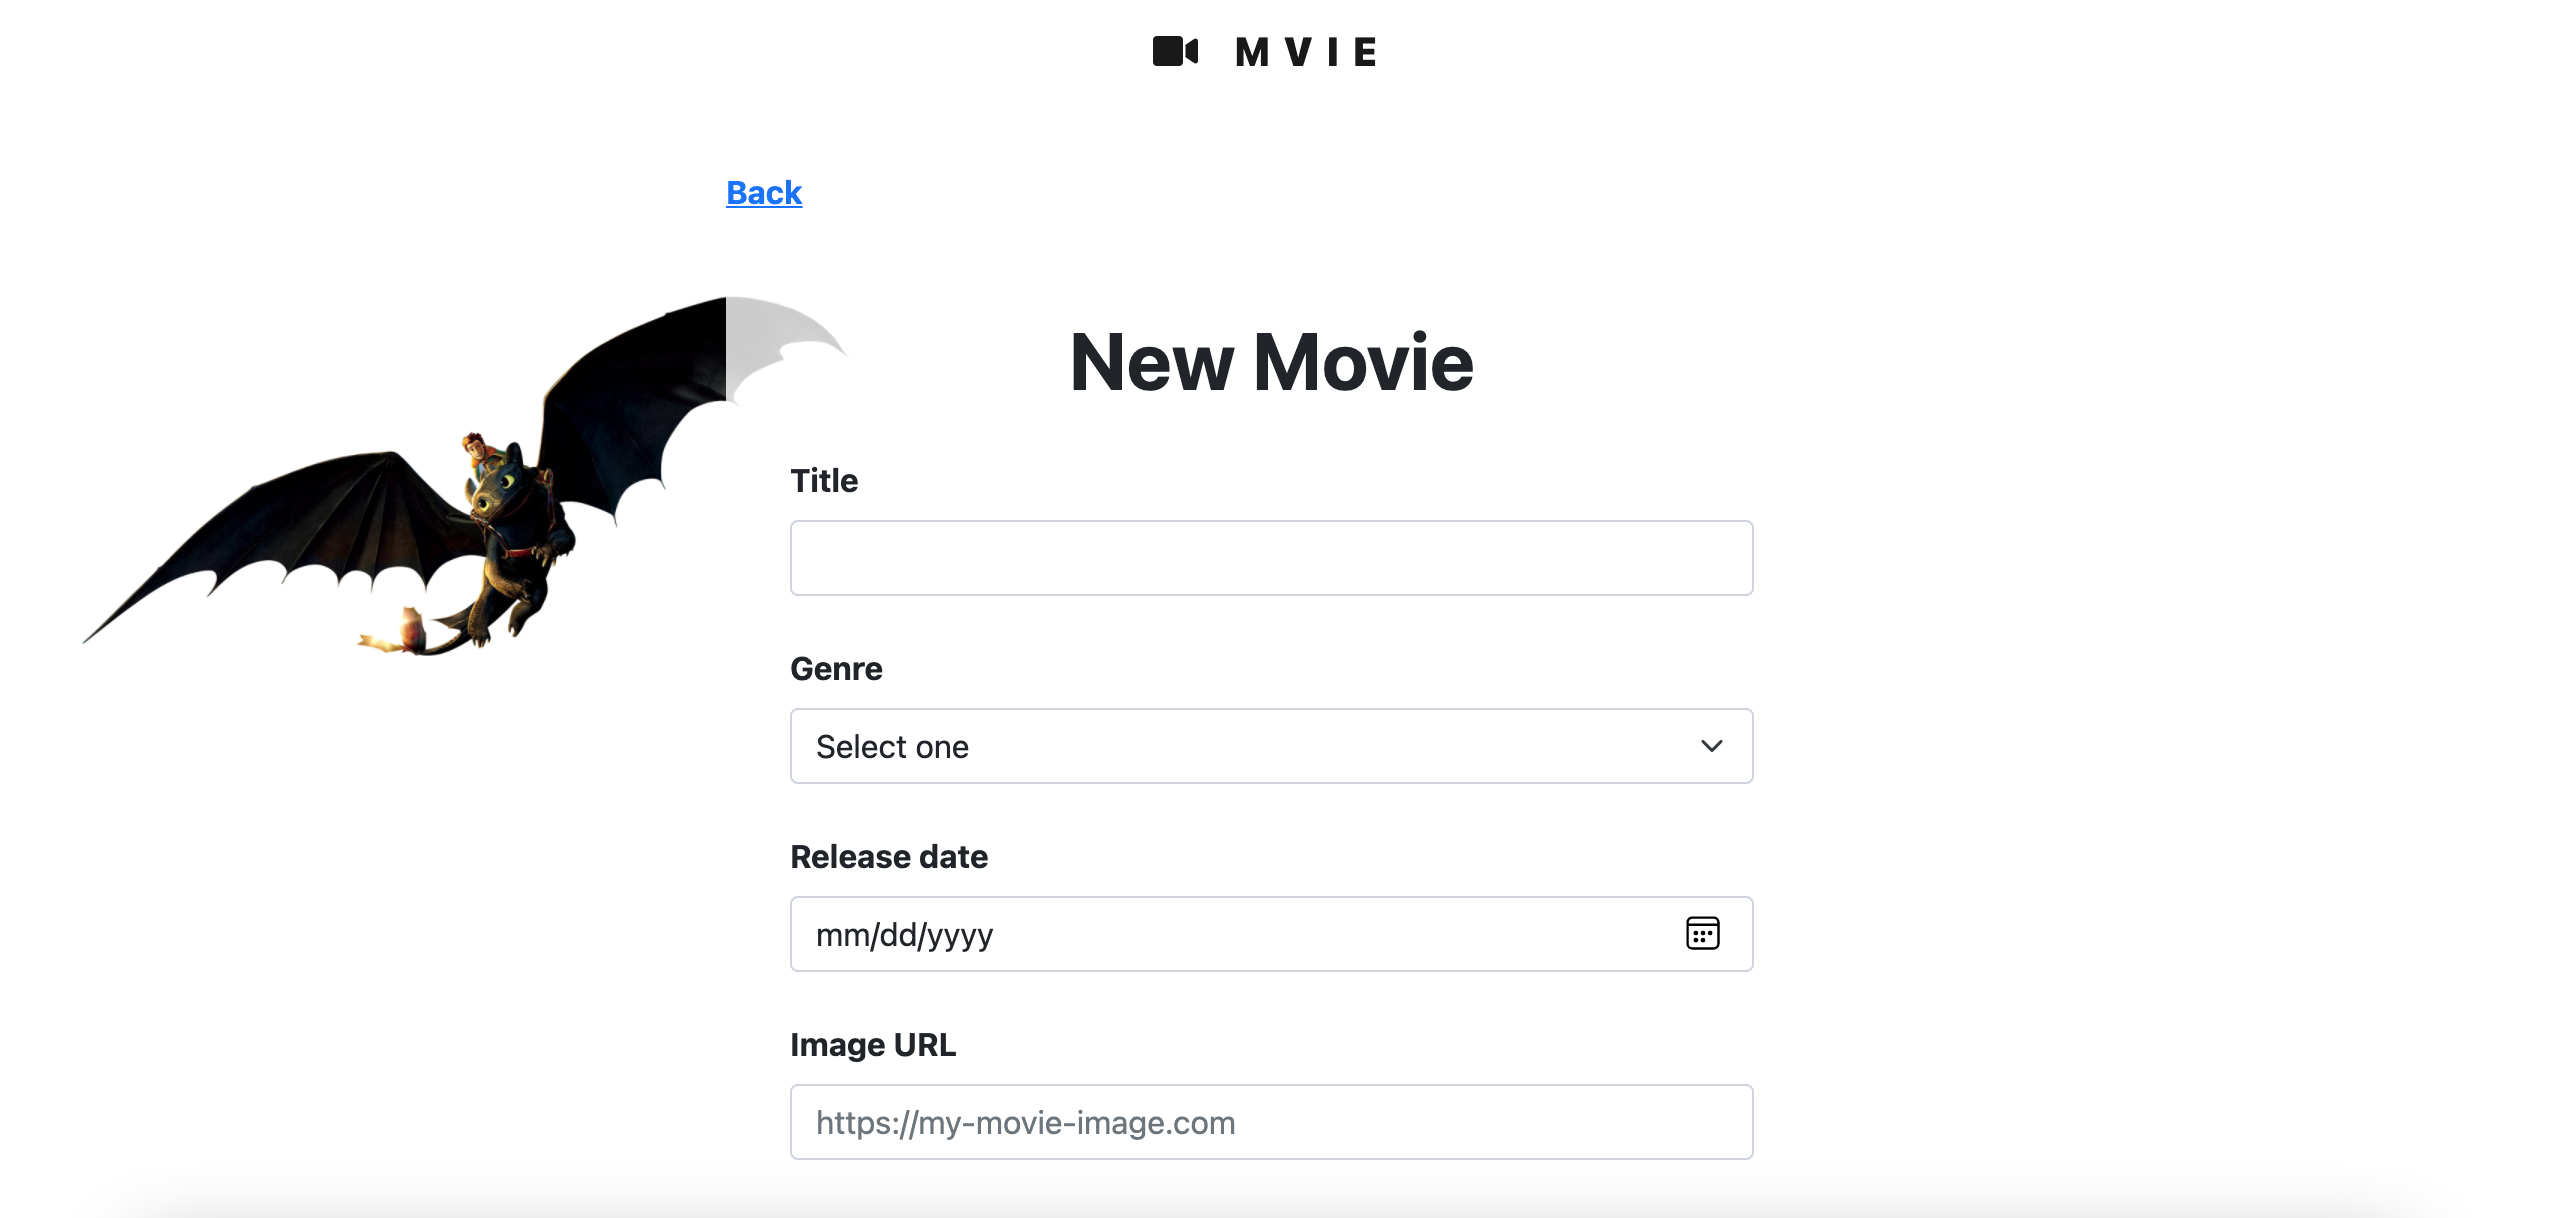 MVIE
Back
New Movie
Title
Genre
Select one
Release date
mm/dd/yyyy
Image URL
https://my-movie-image.com